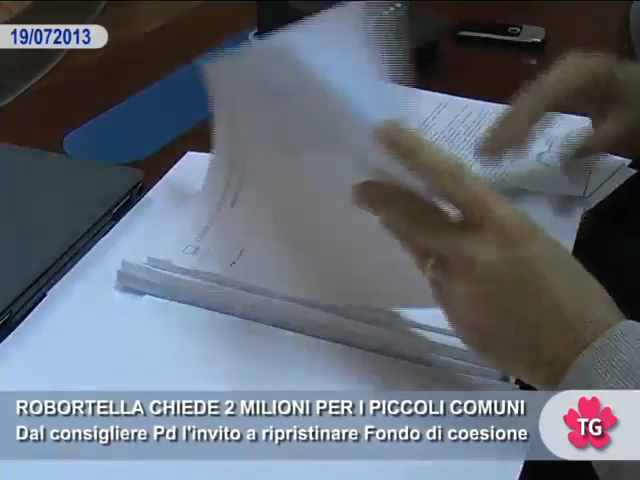 19/072013
ROBORTELLA CHIEDE 2 MILIONI PER I PICCOLI COMUNI
Dal consigliere Pd l'invito a ripristinare Fondo di coesione
TG